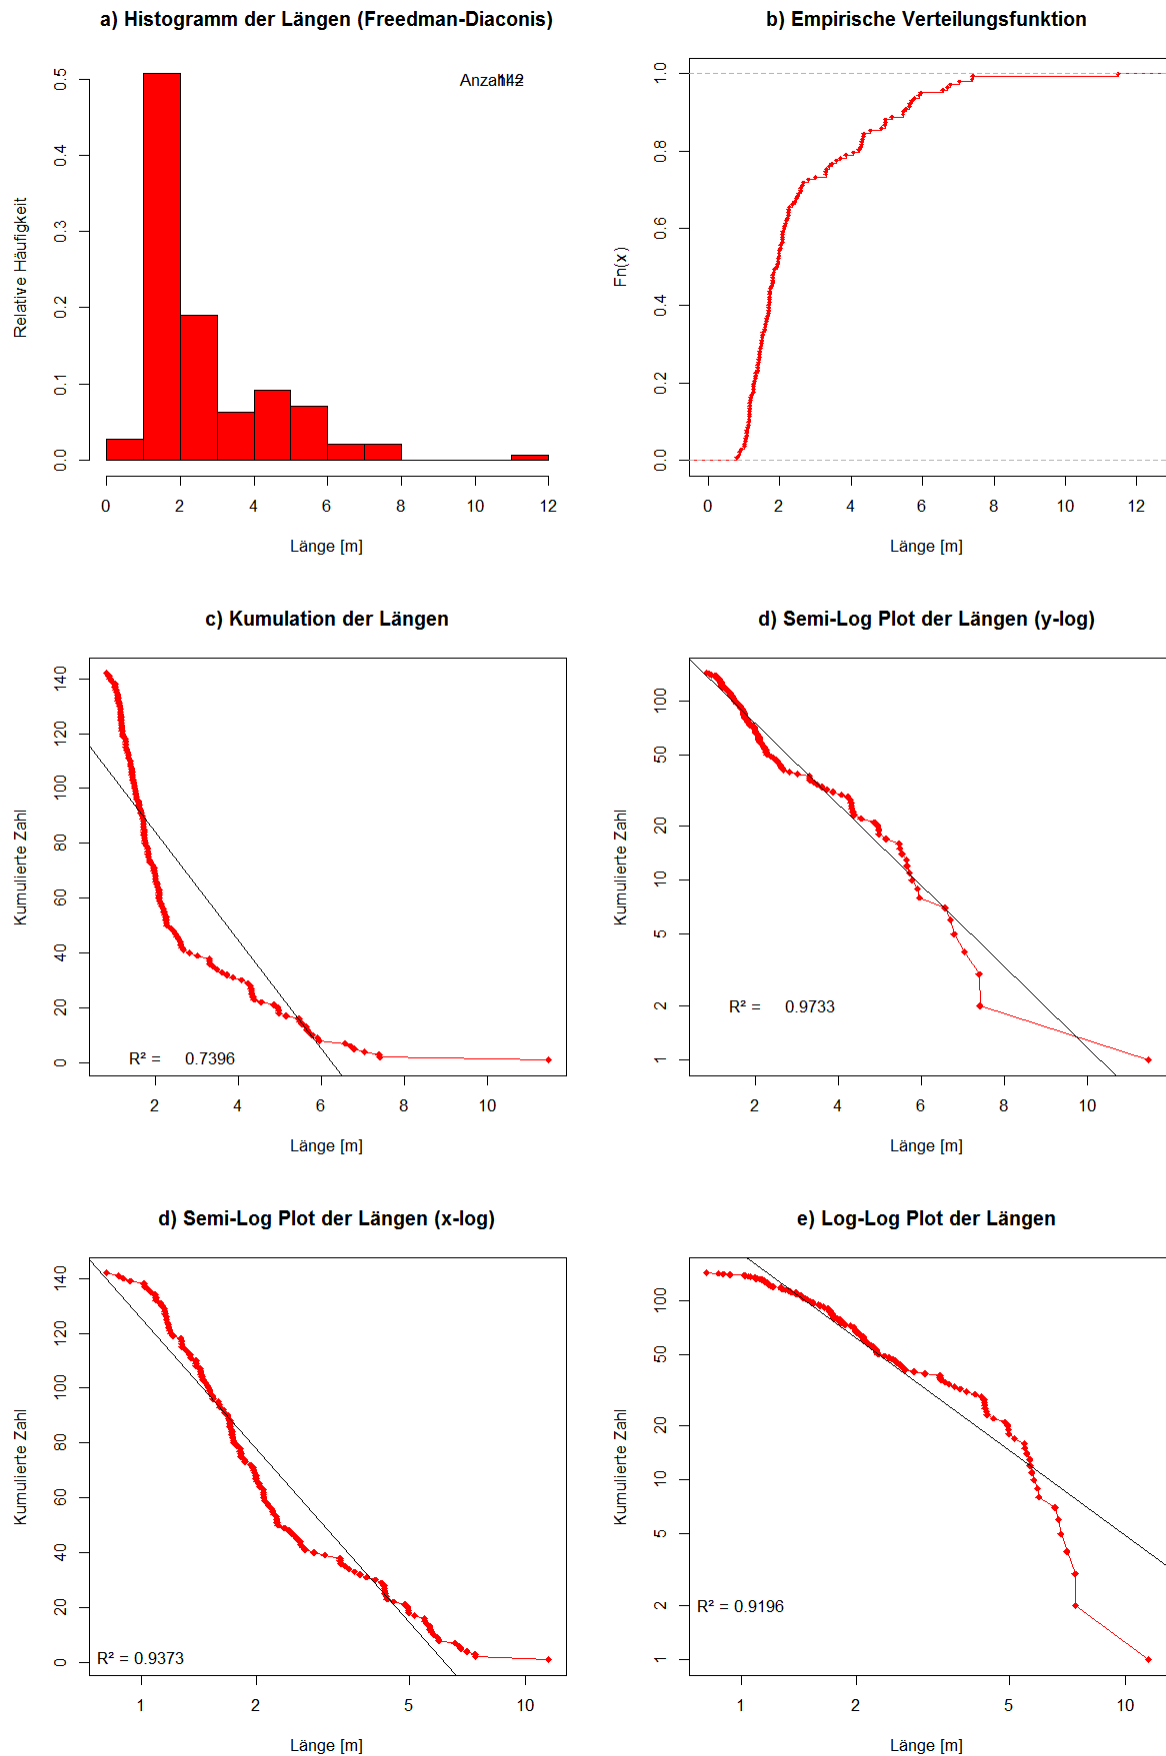 a) Histogramm der Längen (Freedman-Diaconis)
Relative Häufigkeit
0.0 0.1 0.2 0.3 0.4 0.5
Anzahl=
142
0 2 4 6 8 10 12
Länge [m]
b) Empirische Verteilungsfunktion
Fn(x)
0.0 0.2 0.4 0.6 0.8 1.0
0 2 4 6 8 10 12
Länge [m]
c) Kumulation der Längen
Kumulierte Zahl
0 20 40 60 80 100 120 140
R² = 0.7396
2 4 6 8 10
Länge [m]
d) Semi-Log Plot der Längen (y-log)
Kumulierte Zahl
1 2 5 10 20 50 100
R² = 0.9733
2 4 6 8 10
Länge [m]
d) Semi-Log Plot der Längen (x-log)
Kumulierte Zahl
0 20 40 60 80 100 120 140
R² = 0.9373
1 2 5 10
Länge [m]
e) Log-Log Plot der Längen
Kumulierte Zahl
1 2 5 10 20 50 100
R² = 0.9196
1 2 5 10
Länge [m]